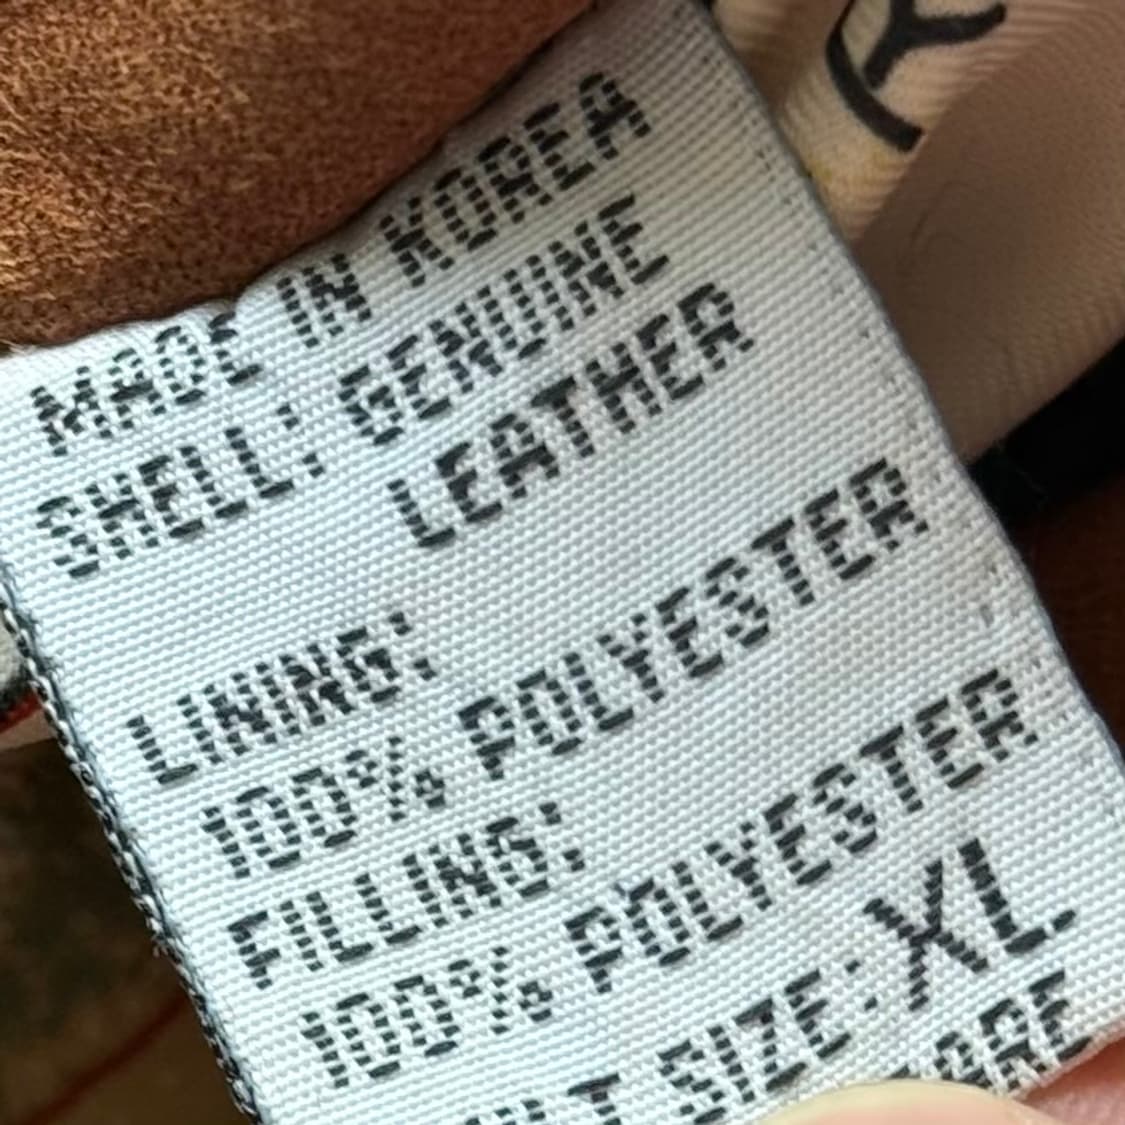 MADE IN KOREA
SHELL: GENUINE
LEATHER
LINING:
100% POLYESTER
FILLING:
100% POLYESTER
SIZE: XL